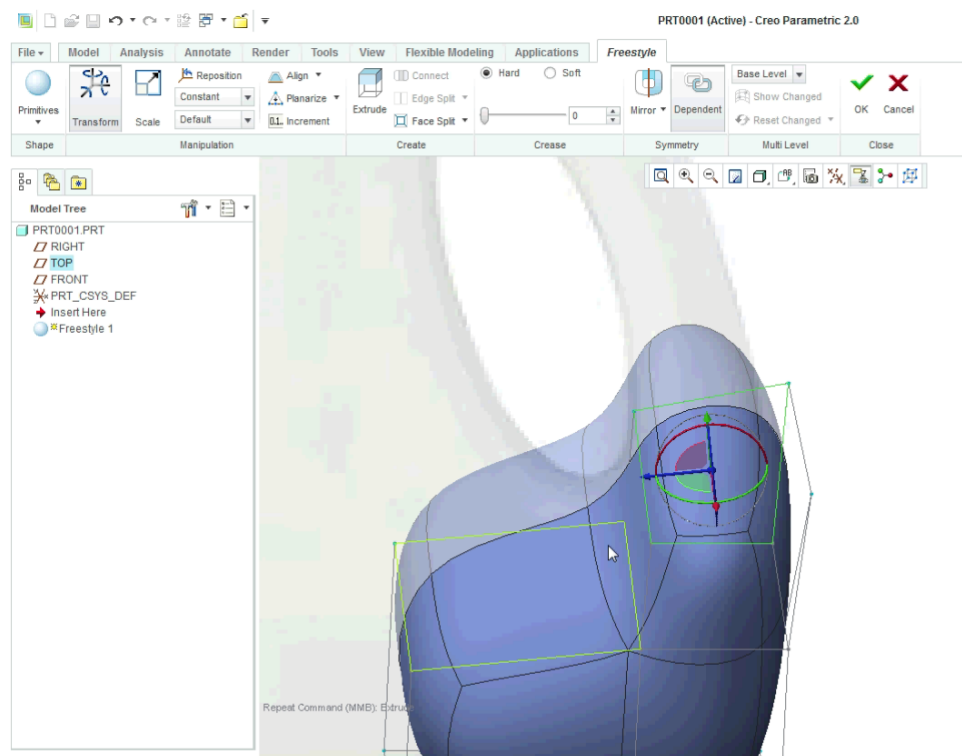 PRT0001 (Active) - Creo Parametric 2.0
File Model Analysis Annotate Render Tools View Flexible Modeling Applications Freestyle
Primitives Transform Scale Reposition Constant Default
Align Planarize 0.1. Increment
Extrude Connect Edge Split Face Split
Hard Soft 0
Mirror Dependent
Base Level Show Changed Reset Changed
OK Cancel
Shape Manipulation Create Crease Symmetry Multi Level Close
Model Tree
PRT0001.PRT
RIGHT
TOP
FRONT
PRT_CSYS_DEF
Insert Here
Freestyle 1
Repeat Command (MMB): Extrude